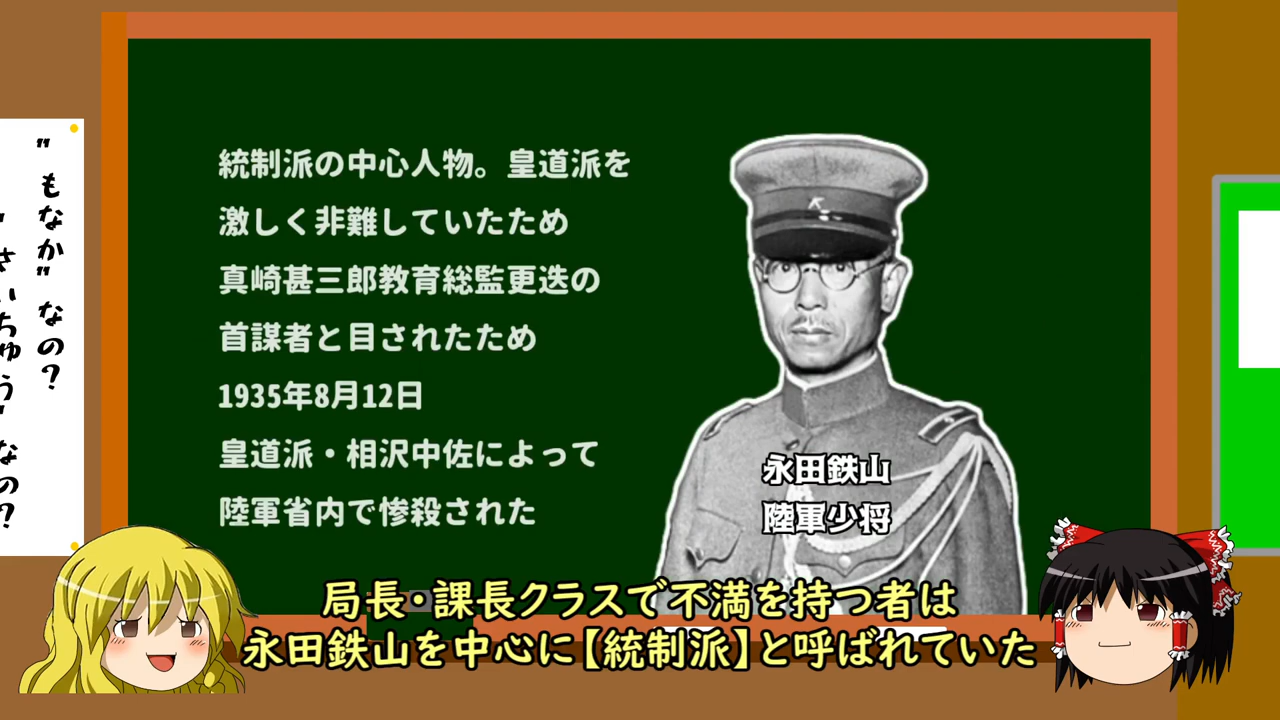 統制派の中心人物。皇道派を
激しく非難していたため
真崎甚三郎教育総監更迭の
首謀者と目されたため
1935年8月12日
皇道派・相沢中佐によって
陸軍省内で惨殺された
永田鉄山
陸軍少将
"もなか"なの?
"さいちゅう"なの?
局長・課長クラスで不満を持つ者は
永田鉄山を中心に【統制派】と呼ばれていた